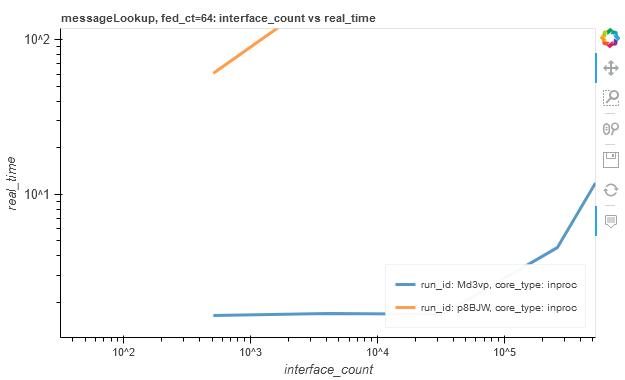 messageLookup, fed_ct=64: interface_count vs real_time
10^2
10^1
real_time
run_id: Md3vp, core_type: inproc
run_id: p8BJW, core_type: inproc
10^2
10^3
10^4
10^5
interface_count